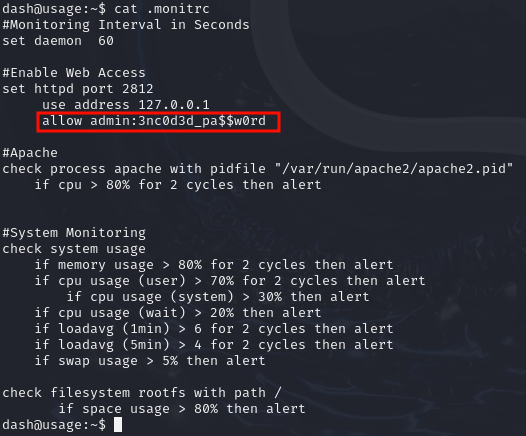 dash@usage:~$ cat .monitrc
#Monitoring Interval in Seconds
set daemon  60

#Enable Web Access
set httpd port 2812
     use address 127.0.0.1
     allow admin:3nc0d3d_pa$$w0rd

#Apache
check process apache with pidfile "/var/run/apache2/apache2.pid"
    if cpu > 80% for 2 cycles then alert


#System Monitoring
check system usage
    if memory usage > 80% for 2 cycles then alert
    if cpu usage (user) > 70% for 2 cycles then alert
        if cpu usage (system) > 30% then alert
    if cpu usage (wait) > 20% then alert
    if loadavg (1min) > 6 for 2 cycles then alert
    if loadavg (5min) > 4 for 2 cycles then alert
    if swap usage > 5% then alert

check filesystem rootfs with path /
       if space usage > 80% then alert
dash@usage:~$